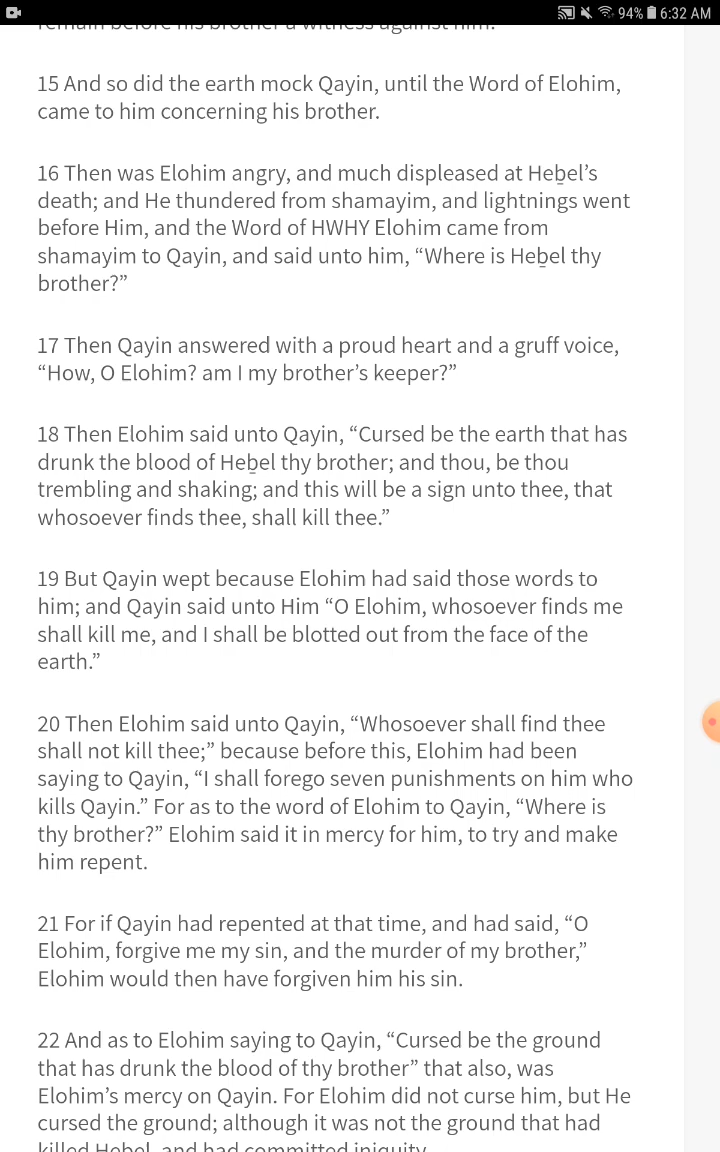 94% 6:32 AM
remain before his brother a witness against him.
15 And so did the earth mock Qayin, until the Word of Elohim,
came to him concerning his brother.
16 Then was Elohim angry, and much displeased at Heḇel’s
death; and He thundered from shamayim, and lightnings went
before Him, and the Word of HWHY Elohim came from
shamayim to Qayin, and said unto him, “Where is Heḇel thy
brother?”
17 Then Qayin answered with a proud heart and a gruff voice,
“How, O Elohim? am I my brother’s keeper?”
18 Then Elohim said unto Qayin, “Cursed be the earth that has
drunk the blood of Heḇel thy brother; and thou, be thou
trembling and shaking; and this will be a sign unto thee, that
whosoever finds thee, shall kill thee.”
19 But Qayin wept because Elohim had said those words to
him; and Qayin said unto Him “O Elohim, whosoever finds me
shall kill me, and I shall be blotted out from the face of the
earth.”
20 Then Elohim said unto Qayin, “Whosoever shall find thee
shall not kill thee;” because before this, Elohim had been
saying to Qayin, “I shall forego seven punishments on him who
kills Qayin.” For as to the word of Elohim to Qayin, “Where is
thy brother?” Elohim said it in mercy for him, to try and make
him repent.
21 For if Qayin had repented at that time, and had said, “O
Elohim, forgive me my sin, and the murder of my brother,”
Elohim would then have forgiven him his sin.
22 And as to Elohim saying to Qayin, “Cursed be the ground
that has drunk the blood of thy brother” that also, was
Elohim’s mercy on Qayin. For Elohim did not curse him, but He
cursed the ground; although it was not the ground that had
killed Heḇel, and had committed iniquity.